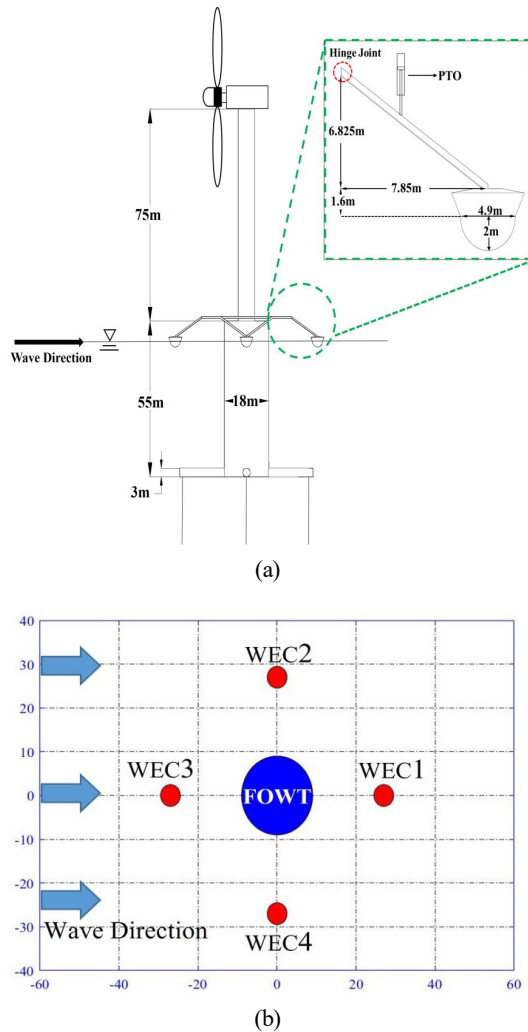 Hinge Joint
PTO
6.825m
7.85m
1.6m
4.9m
2m
75m
Wave Direction
55m
18m
3m
(a)
40
30
20
10
0
-10
-20
-30
-40
WEC2
WEC3
WEC1
FOWT
WEC4
Wave Direction
-60
-40
-20
0
20
40
60
(b)